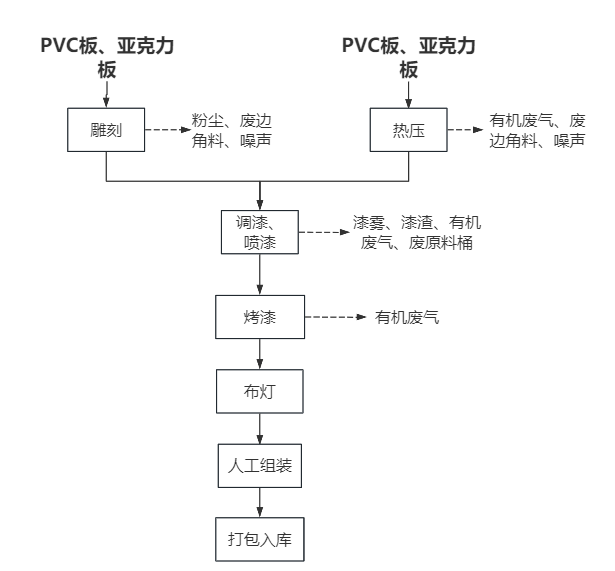 PVC板、亚克力
板
PVC板、亚克力
板
雕刻
粉尘、废边
角料、噪声
热压
有机废气、废
边角料、噪声
调漆、
喷漆
漆雾、漆渣、有机
废气、废原料桶
烤漆
有机废气
布灯
人工组装
打包入库